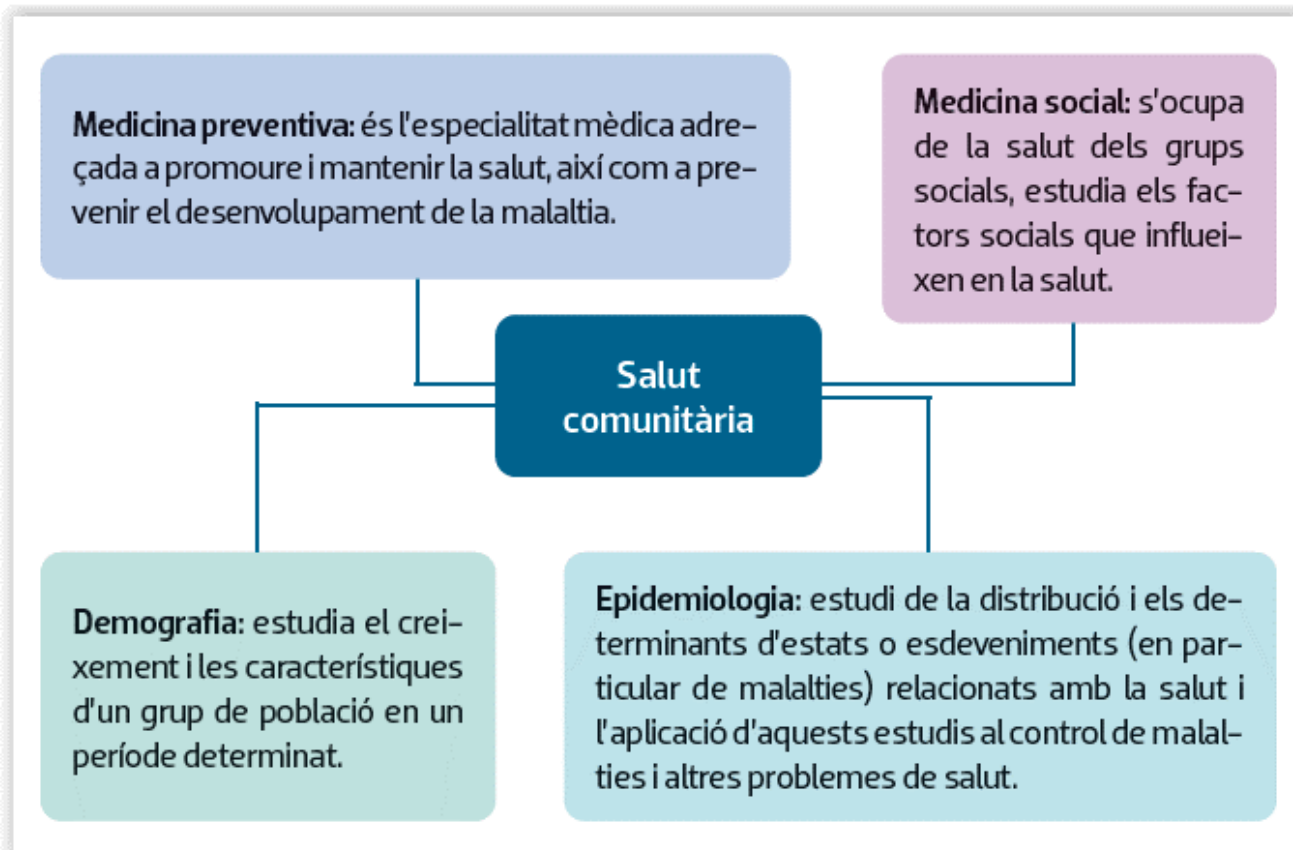 Medicina preventiva: és l'especialitat mèdica adre-
çada a promoure i mantenir la salut, així com a pre-
venir el desenvolupament de la malaltia.
Medicina social: s'ocupa
de la salut dels grups
socials, estudia els fac-
tors socials que influei-
xen en la salut.
Salut
comunitària
Demografia: estudia el crei-
xement i les característiques
d'un grup de població en un
període determinat.
Epidemiologia: estudi de la distribució i els de-
terminants d'estats o esdeveniments (en par-
ticular de malalties) relacionats amb la salut i
l'aplicació d'aquests estudis al control de malal-
ties i altres problemes de salut.